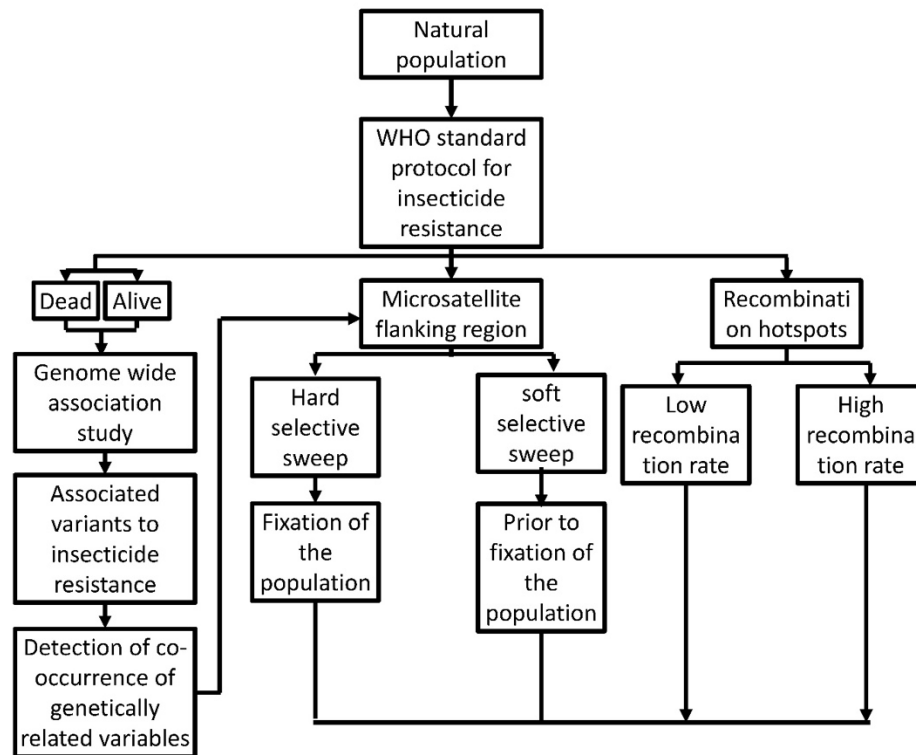 Natural
population
WHO standard
protocol for
insecticide
resistance
Dead
Alive
Genome wide
association
study
Associated
variants to
insecticide
resistance
Detection of co-
occurrence of
genetically
related variables
Microsatellite
flanking region
Hard
selective
sweep
Fixation of
the
population
soft
selective
sweep
Prior to
fixation of
the
population
Recombinati
on hotspots
Low
recombina
tion rate
High
recombina
tion rate